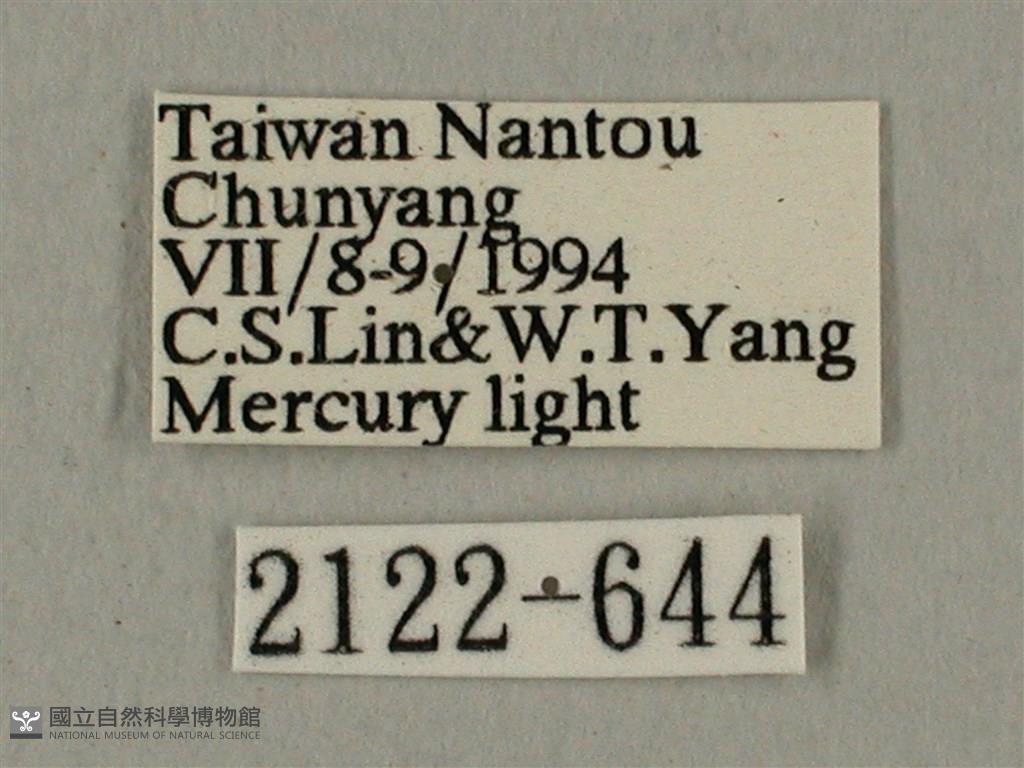 Taiwan Nantou
Chunyang
VII/8-9/1994
C.S.Lin&W.T.Yang
Mercury light
2122-644
國立自然科學博物館
NATIONAL MUSEUM OF NATURAL SCIENCE